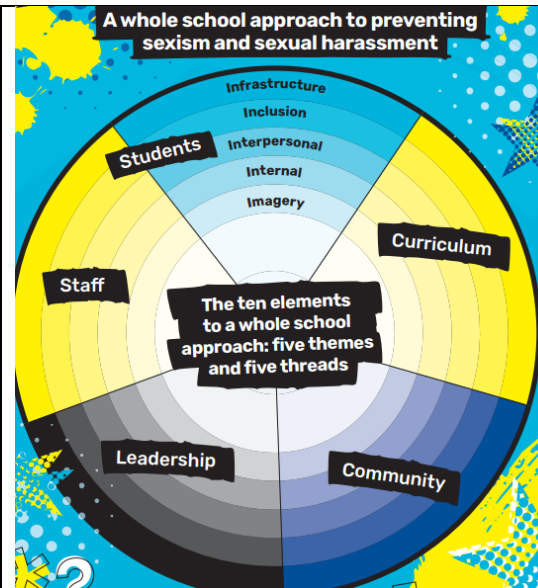 A whole school approach to preventing
sexism and sexual harassment
Infrastructure
Inclusion
Interpersonal
Internal
Imagery
Students
Curriculum
Staff
The ten elements
to a whole school
approach: five themes
and five threads
Leadership
Community
?